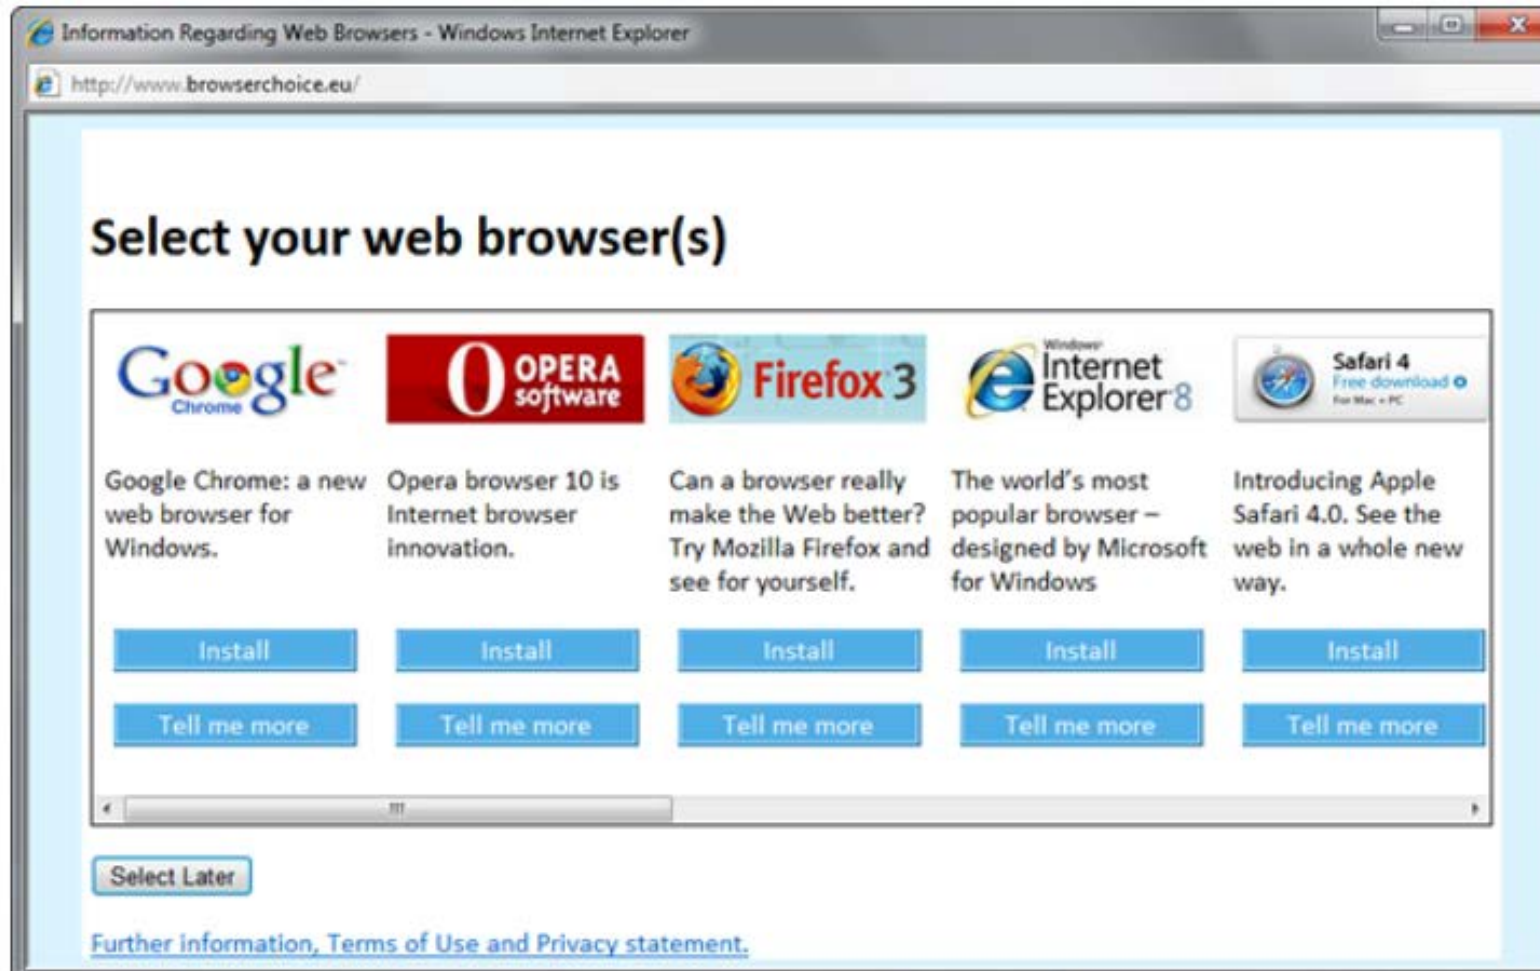 Information Regarding Web Browsers - Windows Internet Explorer
http://www.browserchoice.eu/
Select your web browser(s)
Google™
Chrome
OPERA
software
Firefox 3
Windows®
Internet
Explorer 8
Safari 4
Free download
For Mac + PC
Google Chrome: a new
web browser for
Windows.
Opera browser 10 is
Internet browser
innovation.
Can a browser really
make the Web better?
Try Mozilla Firefox and
see for yourself.
The world's most
popular browser –
designed by Microsoft
for Windows
Introducing Apple
Safari 4.0. See the
web in a whole new
way.
Install Install Install Install Install
Tell me more Tell me more Tell me more Tell me more Tell me more
Select Later
Further information, Terms of Use and Privacy statement.